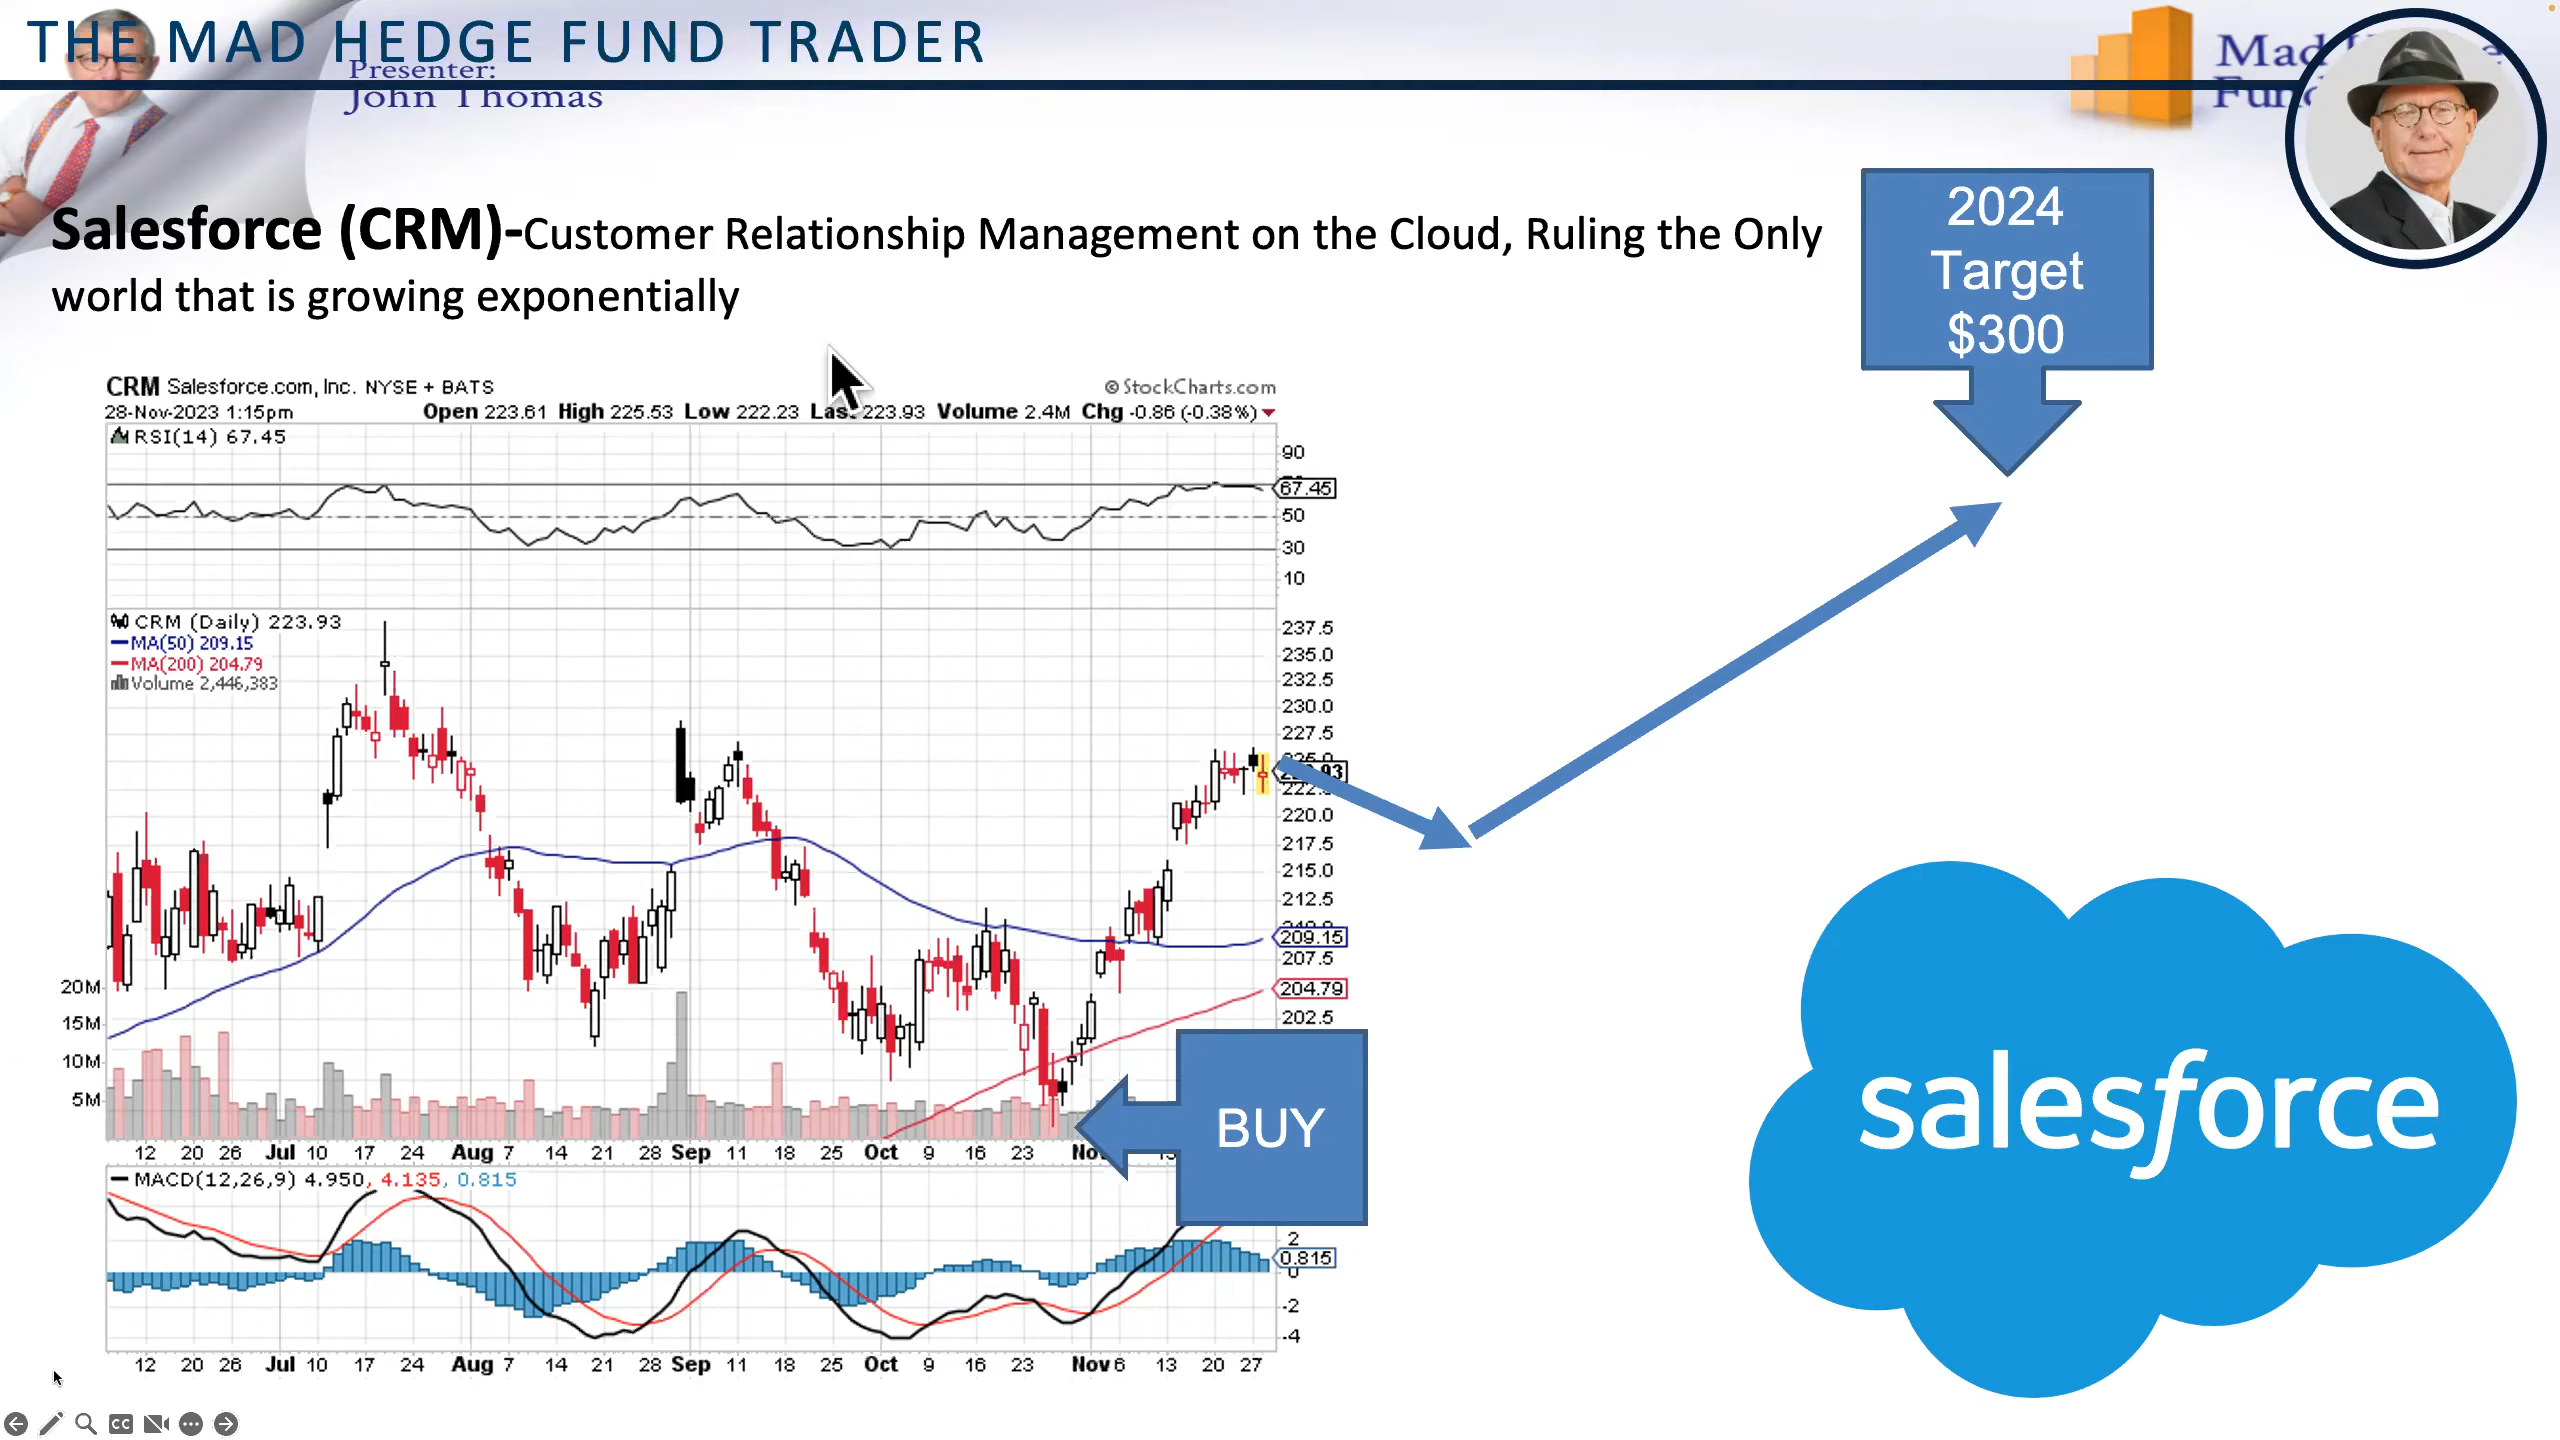 THE MAD HEDGE FUND TRADER
Presenter:
John Thomas
Mad
Salesforce (CRM)-Customer Relationship Management on the Cloud, Ruling the Only
world that is growing exponentially
2024
Target
$300
CRM Salesforce.com, Inc. NYSE + BATS
© StockCharts.com
28-Nov-2023 1:15pm
Open 223.61 High 225.53 Low 222.23 Last 223.93 Volume 2.4M Chg -0.86 (-0.38%)
RSI(14) 67.45
90
67.45
50
30
10
CRM (Daily) 223.93
MA(50) 209.15
MA(200) 204.79
Volume 2,446,383
237.5
235.0
232.5
230.0
227.5
220.0
217.5
215.0
212.5
209.15
207.5
204.79
202.5
20M
15M
10M
5M
BUY
12 20 26 Jul 10 17 24 Aug 7 14 21 28 Sep 11 18 25 Oct 9 16 23
MACD(12,26,9) 4.950, 4.135, 0.815
2
0.815
0
-2
-4
12 20 26 Jul 10 17 24 Aug 7 14 21 28 Sep 11 18 25 Oct 9 16 23 Nov 6 13 20 27
salesforce
CC